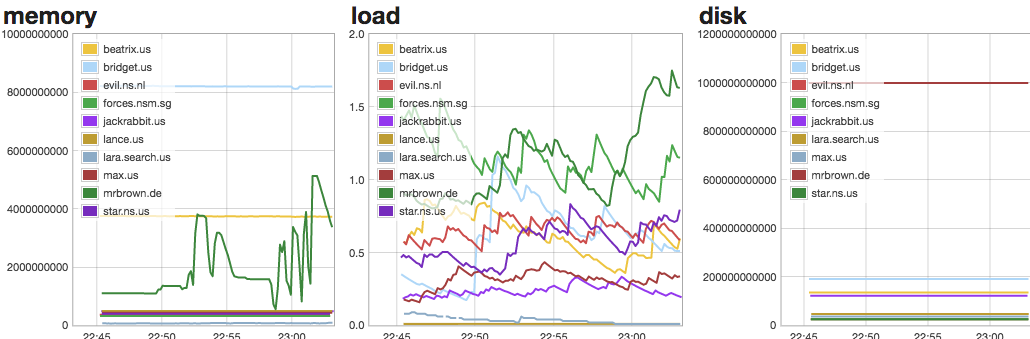 memory
10000000000
8000000000
6000000000
4000000000
2000000000
0
beatrix.us
bridget.us
evil.ns.nl
forces.nsm.sg
jackrabbit.us
lance.us
lara.search.us
max.us
mrbrown.de
star.ns.us
22:45 22:50 22:55 23:00
load
2.0
1.5
1.0
0.5
0.0
beatrix.us
bridget.us
evil.ns.nl
forces.nsm.sg
jackrabbit.us
lance.us
lara.search.us
max.us
mrbrown.de
star.ns.us
22:45 22:50 22:55 23:00
disk
1200000000000
1000000000000
800000000000
600000000000
400000000000
200000000000
0
beatrix.us
bridget.us
evil.ns.nl
forces.nsm.sg
jackrabbit.us
lara.search.us
max.us
mrbrown.de
star.ns.us
22:45 22:50 22:55 23:00